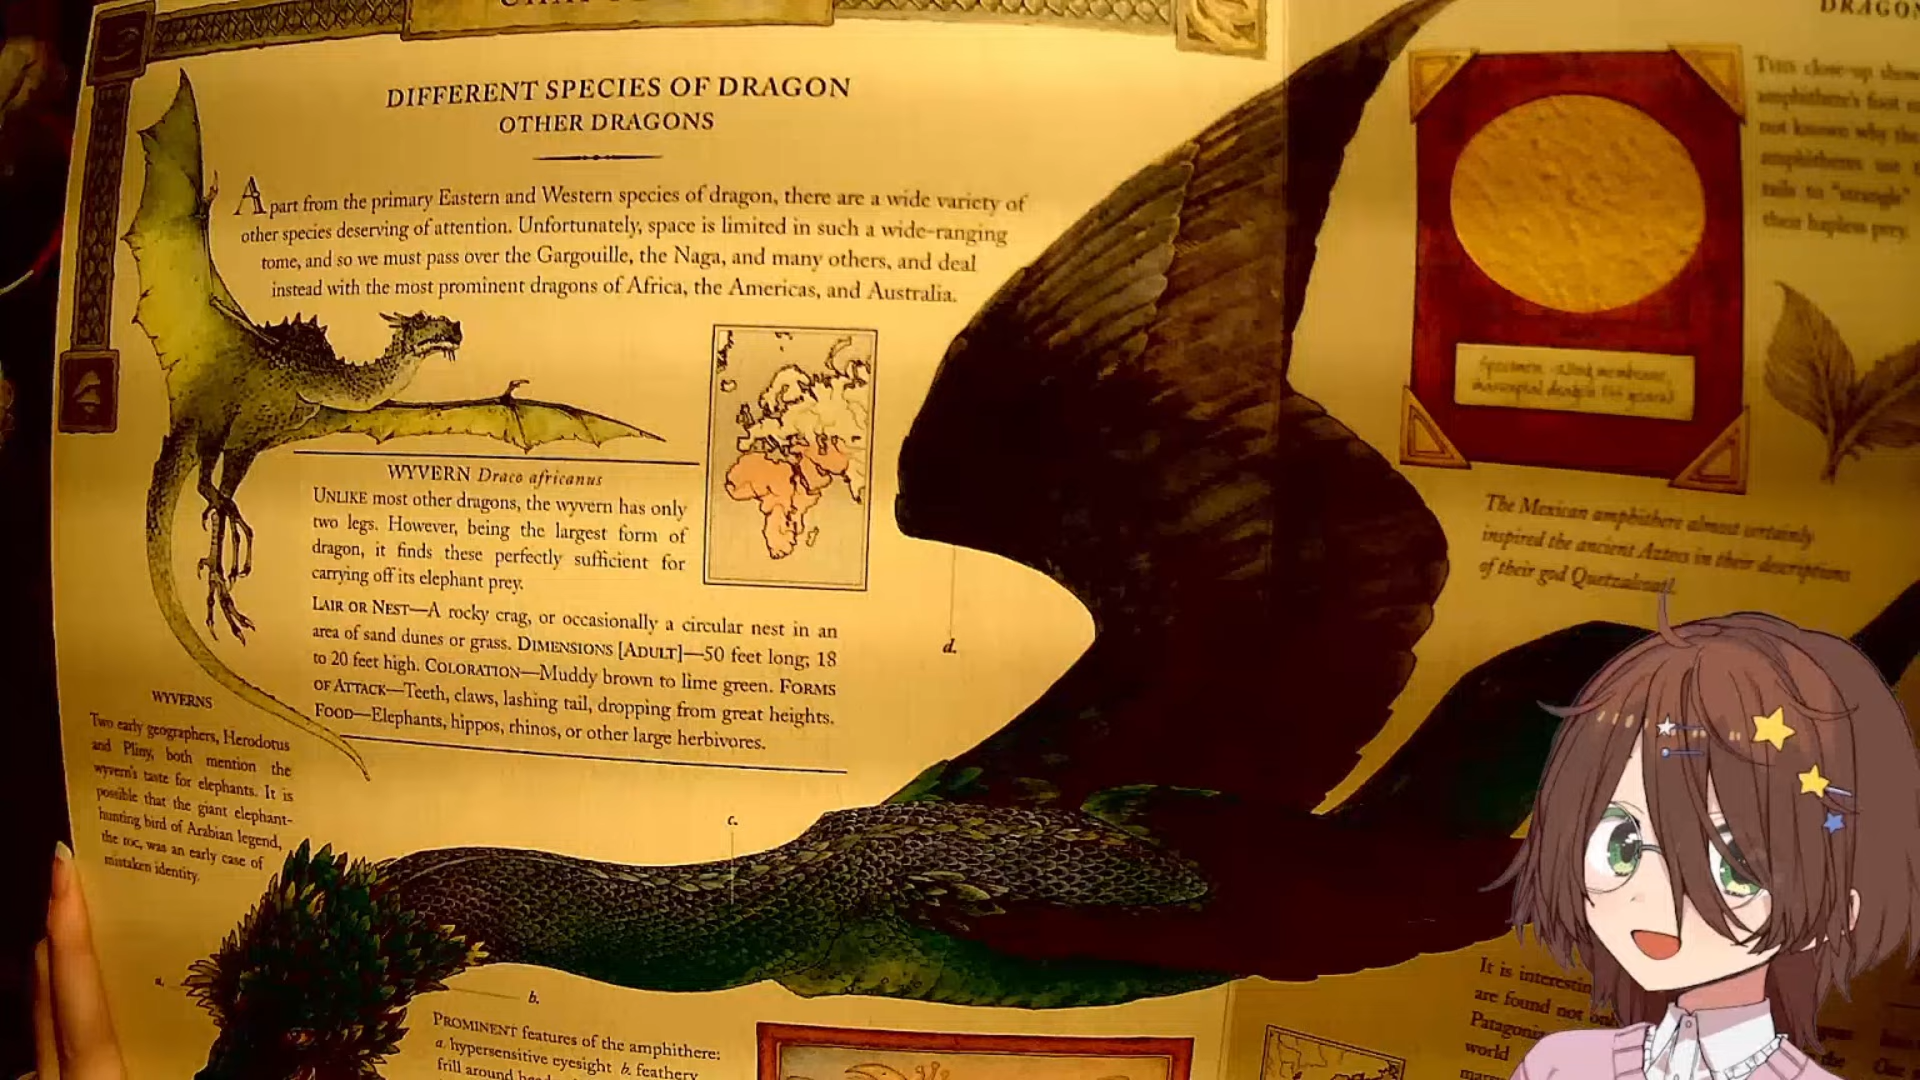 DIFFERENT SPECIES OF DRAGON
OTHER DRAGONS
Apart from the primary Eastern and Western species of dragon, there are a wide variety of
other species deserving of attention. Unfortunately, space is limited in such a wide-ranging
tome, and so we must pass over the Gargouille, the Naga, and many others, and deal
instead with the most prominent dragons of Africa, the Americas, and Australia.
WYVERN Draco africanus
UNLIKE most other dragons, the wyvern has only
two legs. However, being the largest form of
dragon, it finds these perfectly sufficient for
carrying off its elephant prey.
LAIR OR NEST—A rocky crag, or occasionally a circular nest in an
area of sand dunes or grass. DIMENSIONS [ADULT]—50 feet long; 18
to 20 feet high. COLORATION—Muddy brown to lime green. FORMS
OF ATTACK—Teeth, claws, lashing tail, dropping from great heights.
FOOD—Elephants, hippos, rhinos, or other large herbivores.
WYVERNS
Two early geographers, Herodotus
and Pliny, both mention the
wyvern's taste for elephants. It is
possible that the giant elephant-
hunting bird of Arabian legend,
the roc, was an early case of
mistaken identity.
a.
b.
c.
d.
PROMINENT features of the amphithere:
a. hypersensitive eyesight b. feathery
frill around
DRAGON
THIS close-up
amphithere's foot
not known why the
amphitheres use
tails to "strangle"
their hapless prey.
The Mexican amphithere almost certainly
inspired the ancient Aztecs in their descriptions
of their god Quetzalcoatl.
It is
are found not
world